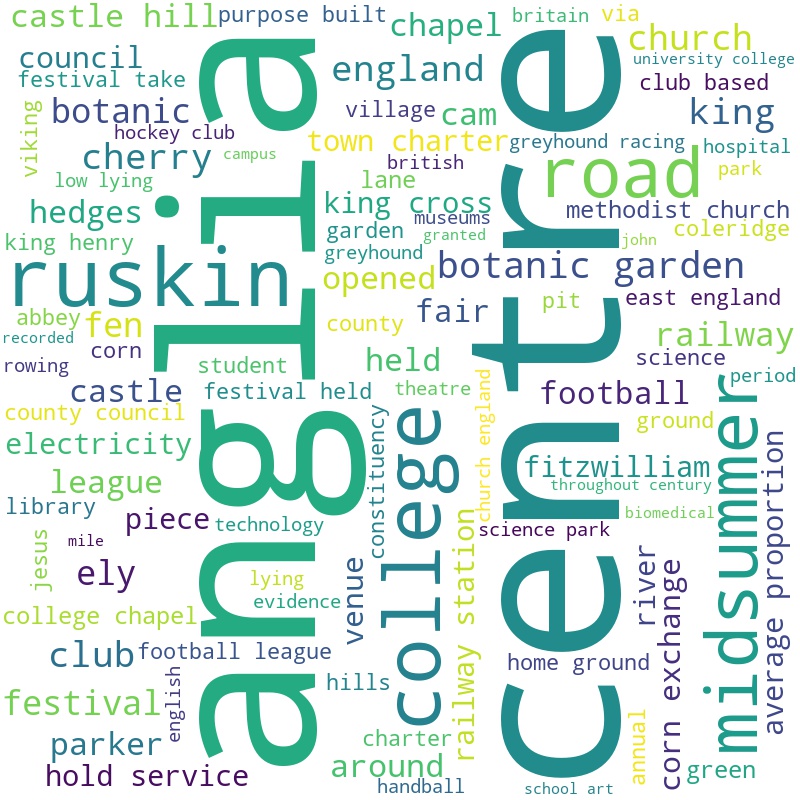 castle hill
purpose built
chapel
britain
via
church
council
england
university college
festival take
club based
botanic
village
cam
king
viking
hockey club
town charter
greyhound racing
hospital
cherry
campus
british
road
park
low lying
lane
hedges
king cross
museums
methodist church
king henry
garden
granted
john
coleridge
greyhound
ruskin
anglia
centre
opened
botanic garden
abbey
fen
fair
pit
east england
recorded
county
railway
corn
rowing
student
held
science
castle
festival held
theatre
football
period
county council
church england
ground
electricity
constituency
college
fitzwilliam
midsummer
league
throughout century
library
piece
technology
biomedical
average proportion
jesus
mile
science park
ely
lying
evidence
venue
railway station
river
corn exchange
college chapel
club
football league
home ground
english
hills
festival
parker
charter
annual
hold service
around
green
handball
school art